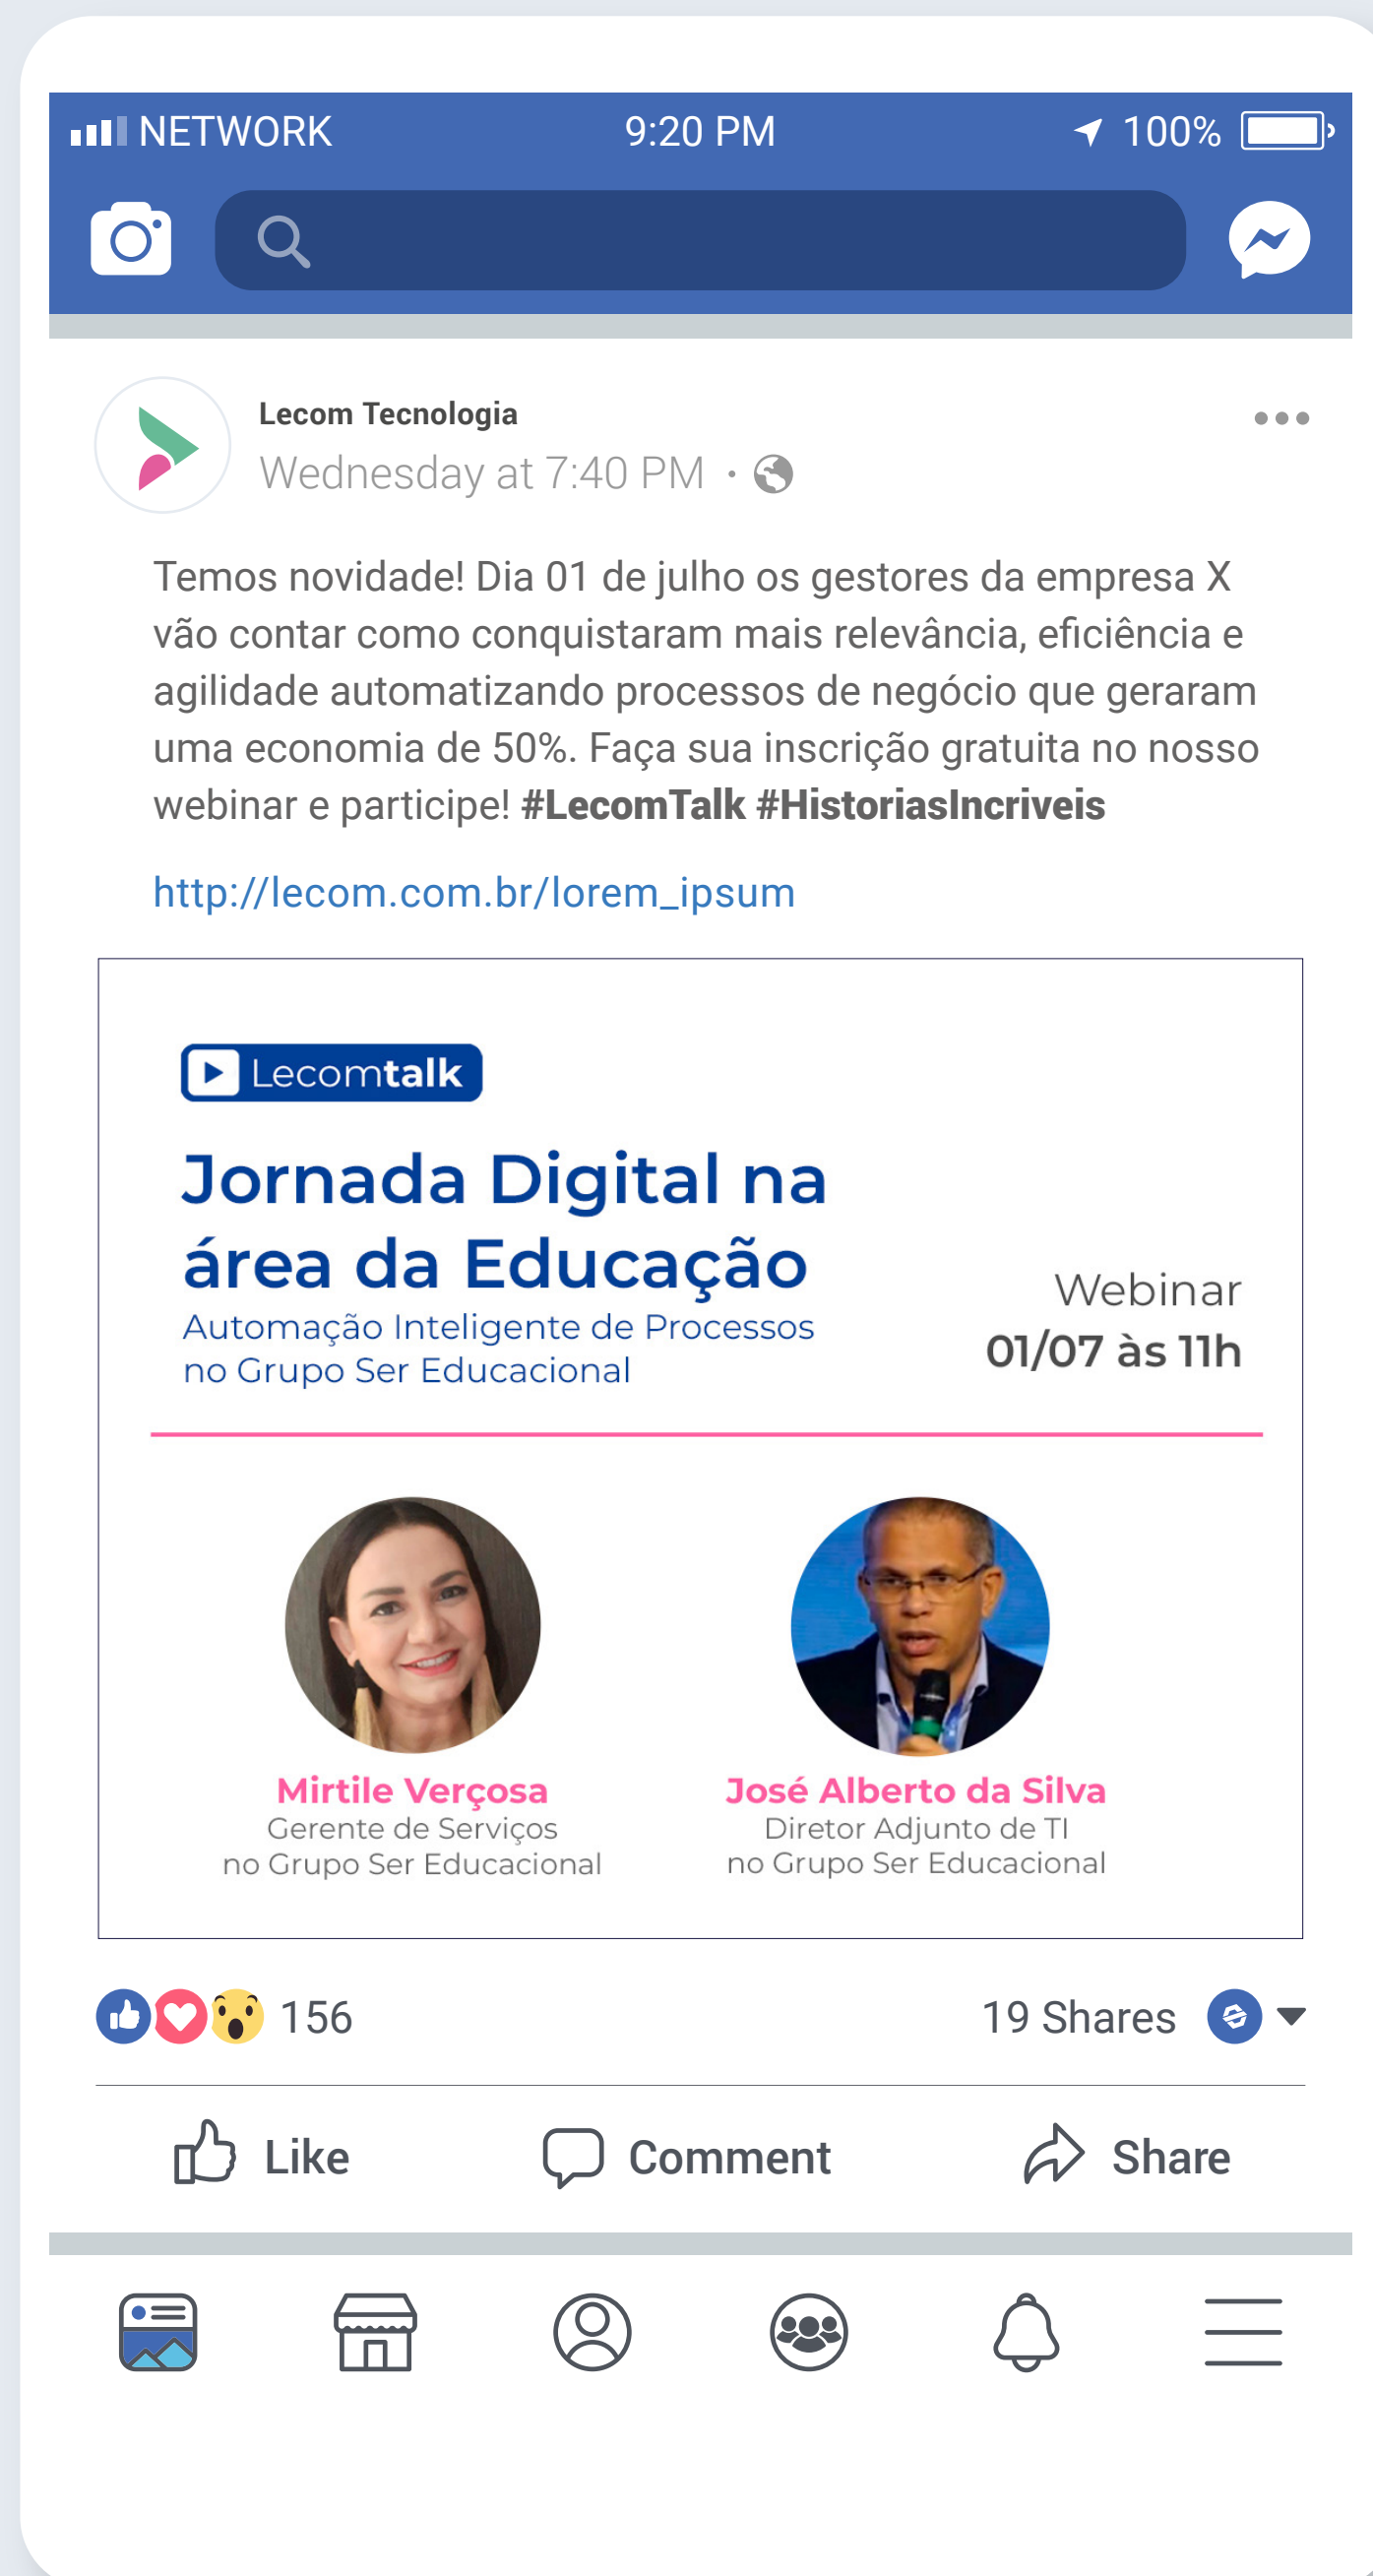 NETWORK
9:20 PM
100%
Lecom Tecnologia
Wednesday at 7:40 PM ·
Temos novidade! Dia 01 de julho os gestores da empresa X
vão contar como conquistaram mais relevância, eficiência e
agilidade automatizando processos de negócio que geraram
uma economia de 50%. Faça sua inscrição gratuita no nosso
webinar e participe! #LecomTalk #HistoriasIncriveis
http://lecom.com.br/lorem_ipsum
Lecomtalk
Jornada Digital na
área da Educação
Automação Inteligente de Processos
no Grupo Ser Educacional
Webinar
01/07 às 11h
Mirtile Verçosa
Gerente de Serviços
no Grupo Ser Educacional
José Alberto da Silva
Diretor Adjunto de TI
no Grupo Ser Educacional
156
19 Shares
Like
Comment
Share